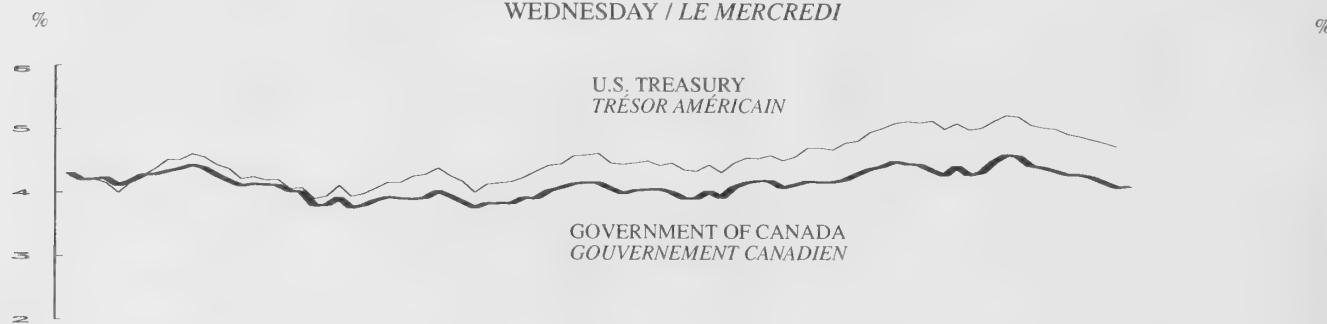 WEDNESDAY / LE MERCREDI
%
%
6
U.S. TREASURY
TRÉSOR AMÉRICAIN
5
4
GOVERNMENT OF CANADA
GOUVERNEMENT CANADIEN
3
2